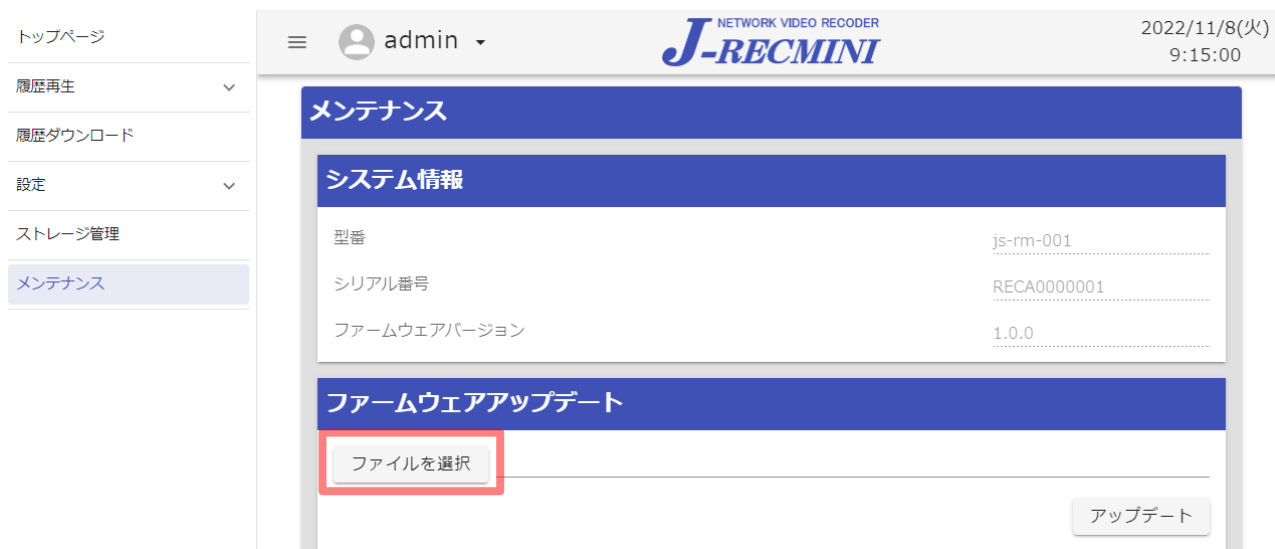 トップページ
履歴再生
履歴ダウンロード
設定
ストレージ管理
メンテナンス
admin
NETWORK VIDEO RECODER
J-RECMINI
2022/11/8(火)
9:15:00
メンテナンス
システム情報
型番
js-rm-001
シリアル番号
RECA0000001
ファームウェアバージョン
1.0.0
ファームウェアアップデート
ファイルを選択
アップデート